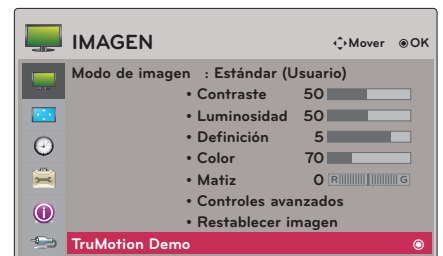 IMAGEN Mover OK
Modo de imagen : Estándar (Usuario)
• Contraste 50
• Luminosidad 50
• Definición 5
• Color 70
• Matiz 0 R G
• Controles avanzados
• Restablecer imagen
TruMotion Demo